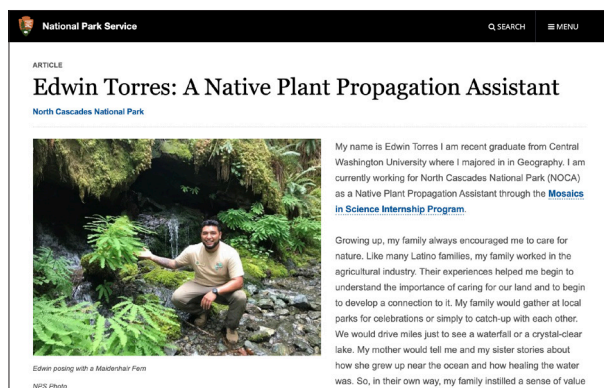 National Park Service
SEARCH
MENU
ARTICLE
Edwin Torres: A Native Plant Propagation Assistant
North Cascades National Park
My name is Edwin Torres I am recent graduate from Central
Washington University where I majored in in Geography. I am
currently working for North Cascades National Park (NOCA)
as a Native Plant Propagation Assistant through the Mosaics
in Science Internship Program.
Growing up, my family always encouraged me to care for
nature. Like many Latino families, my family worked in the
agricultural industry. Their experiences helped me begin to
understand the importance of caring for our land and to begin
to develop a connection to it. My family would gather at local
parks for celebrations or simply to catch-up with each other.
We would drive miles just to see a waterfall or a crystal-clear
lake. My mother would tell me and my sister stories about
how she grew up near the ocean and how healing the water
was. So, in their own way, my family instilled a sense of value
Edwin posing with a Maidenhair Fern
NPS Photo